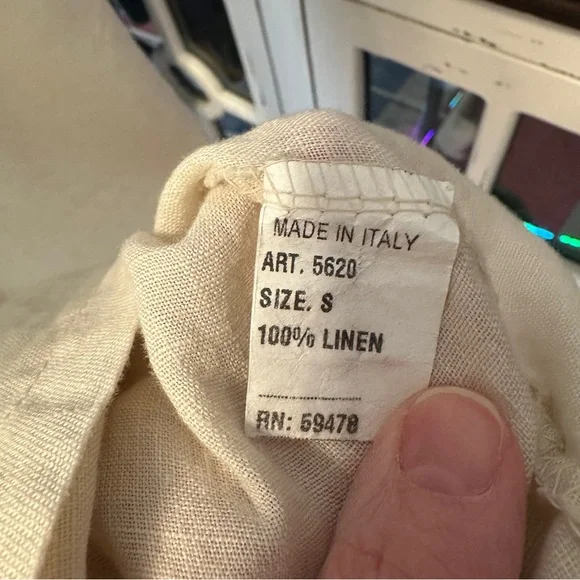 MADE IN ITALY
ART. 5620
SIZE. S
100% LINEN
RN: 59478